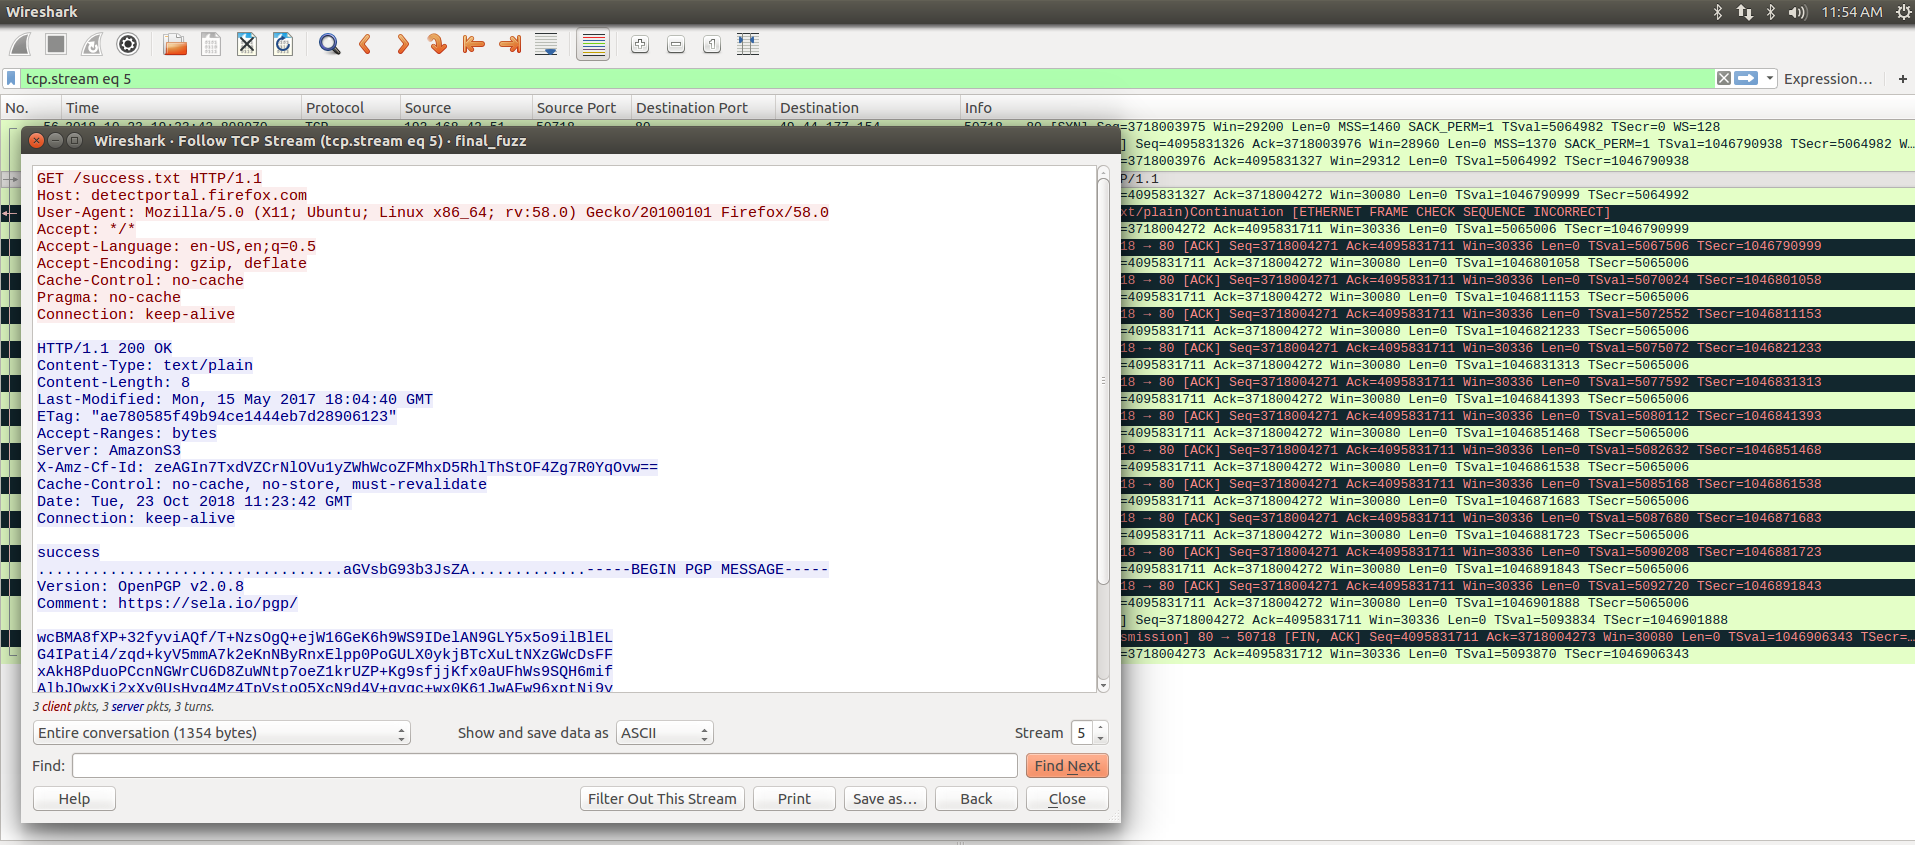 Wireshark
11:54 AM
tcp.stream eq 5
Expression…
+
No. Time Protocol Source Source Port Destination Port Destination Info
=3718003975 Win=29200 Len=0 MSS=1460 SACK_PERM=1 TSval=5064982 TSecr=0 WS=128
] Seq=4095831326 Ack=3718003976 Win=28960 Len=0 MSS=1370 SACK_PERM=1 TSval=1046790938 TSecr=5064982 W…
=3718003976 Ack=4095831327 Win=29312 Len=0 TSval=5064992 TSecr=1046790938
P/1.1
=4095831327 Ack=3718004272 Win=30080 Len=0 TSval=1046790999 TSecr=5064992
xt/plain)Continuation [ETHERNET FRAME CHECK SEQUENCE INCORRECT]
=3718004272 Ack=4095831711 Win=30336 Len=0 TSval=5065006 TSecr=1046790999
18 → 80 [ACK] Seq=3718004271 Ack=4095831711 Win=30336 Len=0 TSval=5067506 TSecr=1046790999
=4095831711 Ack=3718004272 Win=30080 Len=0 TSval=1046801058 TSecr=5065006
18 → 80 [ACK] Seq=3718004271 Ack=4095831711 Win=30336 Len=0 TSval=5070024 TSecr=1046801058
=4095831711 Ack=3718004272 Win=30080 Len=0 TSval=1046811153 TSecr=5065006
18 → 80 [ACK] Seq=3718004271 Ack=4095831711 Win=30336 Len=0 TSval=5072552 TSecr=1046811153
=4095831711 Ack=3718004272 Win=30080 Len=0 TSval=1046821233 TSecr=5065006
18 → 80 [ACK] Seq=3718004271 Ack=4095831711 Win=30336 Len=0 TSval=5075072 TSecr=1046821233
=4095831711 Ack=3718004272 Win=30080 Len=0 TSval=1046831313 TSecr=5065006
18 → 80 [ACK] Seq=3718004271 Ack=4095831711 Win=30336 Len=0 TSval=5077592 TSecr=1046831313
=4095831711 Ack=3718004272 Win=30080 Len=0 TSval=1046841393 TSecr=5065006
18 → 80 [ACK] Seq=3718004271 Ack=4095831711 Win=30336 Len=0 TSval=5080112 TSecr=1046841393
=4095831711 Ack=3718004272 Win=30080 Len=0 TSval=1046851468 TSecr=5065006
18 → 80 [ACK] Seq=3718004271 Ack=4095831711 Win=30336 Len=0 TSval=5082632 TSecr=1046851468
=4095831711 Ack=3718004272 Win=30080 Len=0 TSval=1046861538 TSecr=5065006
18 → 80 [ACK] Seq=3718004271 Ack=4095831711 Win=30336 Len=0 TSval=5085168 TSecr=1046861538
=4095831711 Ack=3718004272 Win=30080 Len=0 TSval=1046871683 TSecr=5065006
18 → 80 [ACK] Seq=3718004271 Ack=4095831711 Win=30336 Len=0 TSval=5087680 TSecr=1046871683
=4095831711 Ack=3718004272 Win=30080 Len=0 TSval=1046881723 TSecr=5065006
18 → 80 [ACK] Seq=3718004271 Ack=4095831711 Win=30336 Len=0 TSval=5090208 TSecr=1046881723
=4095831711 Ack=3718004272 Win=30080 Len=0 TSval=1046891843 TSecr=5065006
18 → 80 [ACK] Seq=3718004271 Ack=4095831711 Win=30336 Len=0 TSval=5092720 TSecr=1046891843
=4095831711 Ack=3718004272 Win=30080 Len=0 TSval=1046901888 TSecr=5065006
] Seq=3718004272 Ack=4095831711 Win=30336 Len=0 TSval=5093834 TSecr=1046901888
smission] 80 → 50718 [FIN, ACK] Seq=4095831711 Ack=3718004273 Win=30080 Len=0 TSval=1046906343 TSecr=…
=3718004273 Ack=4095831712 Win=30336 Len=0 TSval=5093870 TSecr=1046906343
Wireshark · Follow TCP Stream (tcp.stream eq 5) · final_fuzz
GET /success.txt HTTP/1.1
Host: detectportal.firefox.com
User-Agent: Mozilla/5.0 (X11; Ubuntu; Linux x86_64; rv:58.0) Gecko/20100101 Firefox/58.0
Accept: */*
Accept-Language: en-US,en;q=0.5
Accept-Encoding: gzip, deflate
Cache-Control: no-cache
Pragma: no-cache
Connection: keep-alive
HTTP/1.1 200 OK
Content-Type: text/plain
Content-Length: 8
Last-Modified: Mon, 15 May 2017 18:04:40 GMT
ETag: "ae780585f49b94ce1444eb7d28906123"
Accept-Ranges: bytes
Server: AmazonS3
X-Amz-Cf-Id: zeAGIn7TxdVZCrNlOVu1yZWhWcoZFMhxD5RhlThStOF4Zg7R0YqOvw==
Cache-Control: no-cache, no-store, must-revalidate
Date: Tue, 23 Oct 2018 11:23:42 GMT
Connection: keep-alive
success
..................................aGVsbG93b3JsZA.............-----BEGIN PGP MESSAGE-----
Version: OpenPGP v2.0.8
Comment: https://sela.io/pgp/
wcBMA8fXP+32fyviAQf/T+NzsOgQ+ejW16GeK6h9WS9IDelAN9GLY5x5o9ilBlEL
G4IPati4/zqd+kyV5mmA7k2eKnNByRnxElpp0PoGULX0ykjBTcXuLtNXzGWcDsFF
xAkH8PduoPCcnNGWrCU6D8ZuWNtp7oeZ1krUZP+Kg9sfjjKfx0aUFhWs9SQH6mif
3 client pkts, 3 server pkts, 3 turns.
Entire conversation (1354 bytes)
Show and save data as ASCII
Stream 5
Find:
Find Next
Help
Filter Out This Stream
Print
Save as…
Back
Close